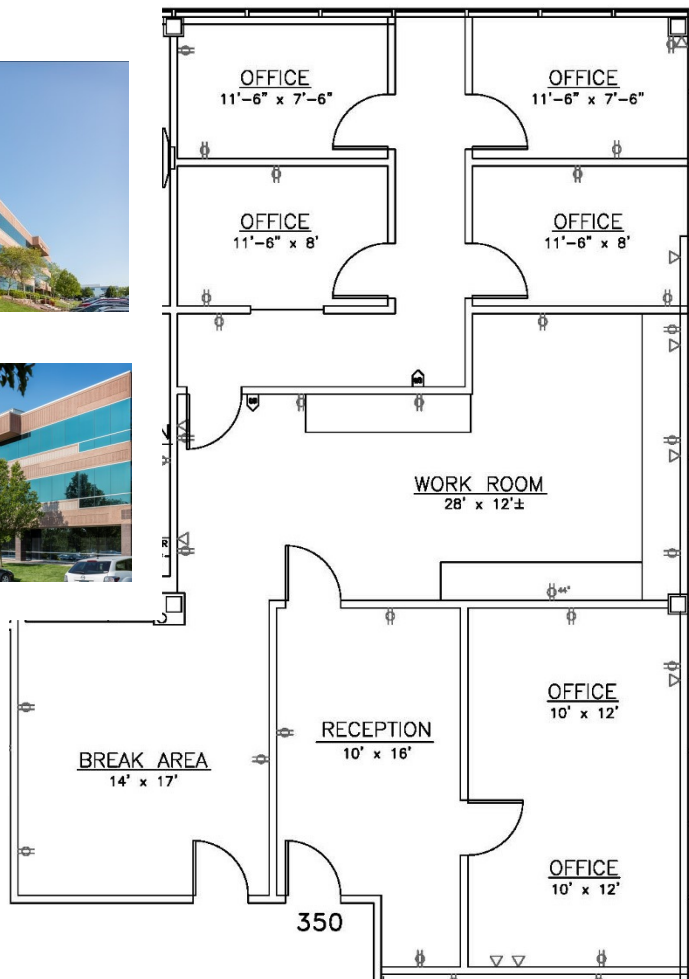 OFFICE
11'-6" x 7'-6"
OFFICE
11'-6" x 7'-6"
OFFICE
11'-6" x 8'
OFFICE
11'-6" x 8'
WORK ROOM
28' x 12'±
44"
OFFICE
10' x 12'
RECEPTION
10' x 16'
BREAK AREA
14' x 17'
OFFICE
10' x 12'
350